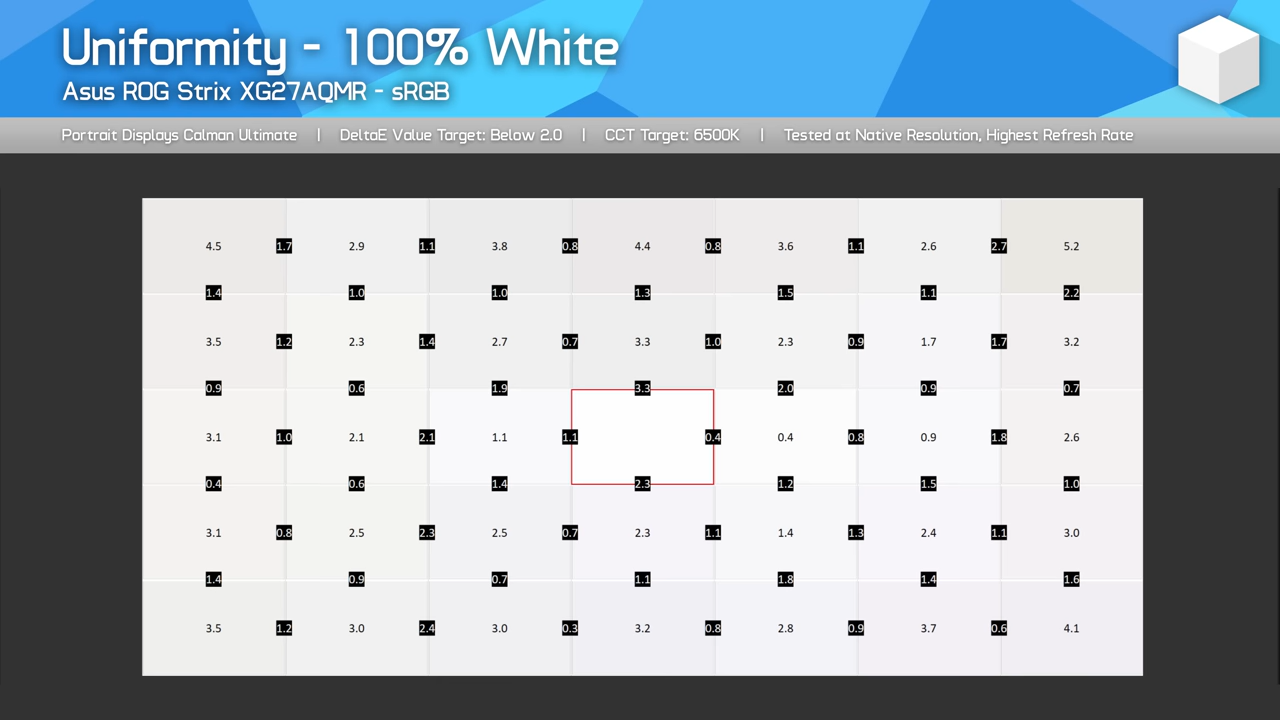 Uniformity - 100% White
Asus ROG Strix XG27AQMR - sRGB
Portrait Displays Calman Ultimate | DeltaE Value Target: Below 2.0 | CCT Target: 6500K | Tested at Native Resolution, Highest Refresh Rate
4.5 1.7 2.9 1.1 3.8 0.8 4.4 0.8 3.6 1.1 2.6 2.7 5.2
1.4 1.0 1.0 1.3 1.5 1.1 2.2
3.5 1.2 2.3 1.4 2.7 0.7 3.3 1.0 2.3 0.9 1.7 1.7 3.2
0.9 0.6 1.9 3.3 2.0 0.9 0.7
3.1 1.0 2.1 2.1 1.1 1.1 0.4 0.4 0.8 0.9 1.8 2.6
0.4 0.6 1.4 2.3 1.2 1.5 1.0
3.1 0.8 2.5 2.3 2.5 0.7 2.3 1.1 1.4 1.3 2.4 1.1 3.0
1.4 0.9 0.7 1.1 1.8 1.4 1.6
3.5 1.2 3.0 2.4 3.0 0.3 3.2 0.8 2.8 0.9 3.7 0.6 4.1